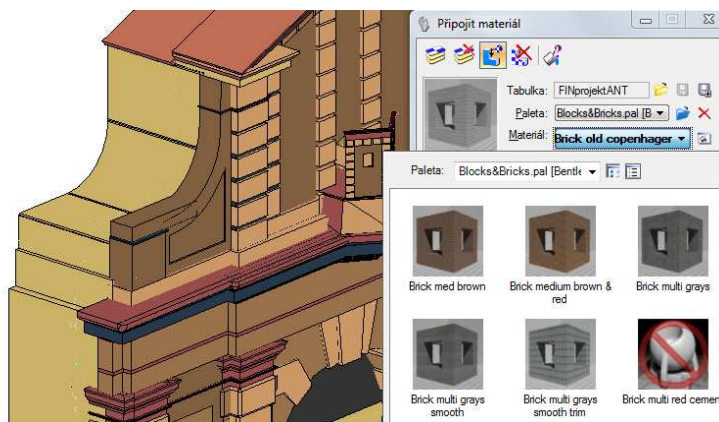 Připojit materiál
Tabulka: FINprojektANT
Paleta: Blocks&Bricks.pal [B
Materiál: Brick old copenhager
Paleta: Blocks&Bricks.pal [Bentle
Brick med brown
Brick medium brown &
red
Brick multi grays
Brick multi grays
smooth
Brick multi grays
smooth trim
Brick multi red cemen